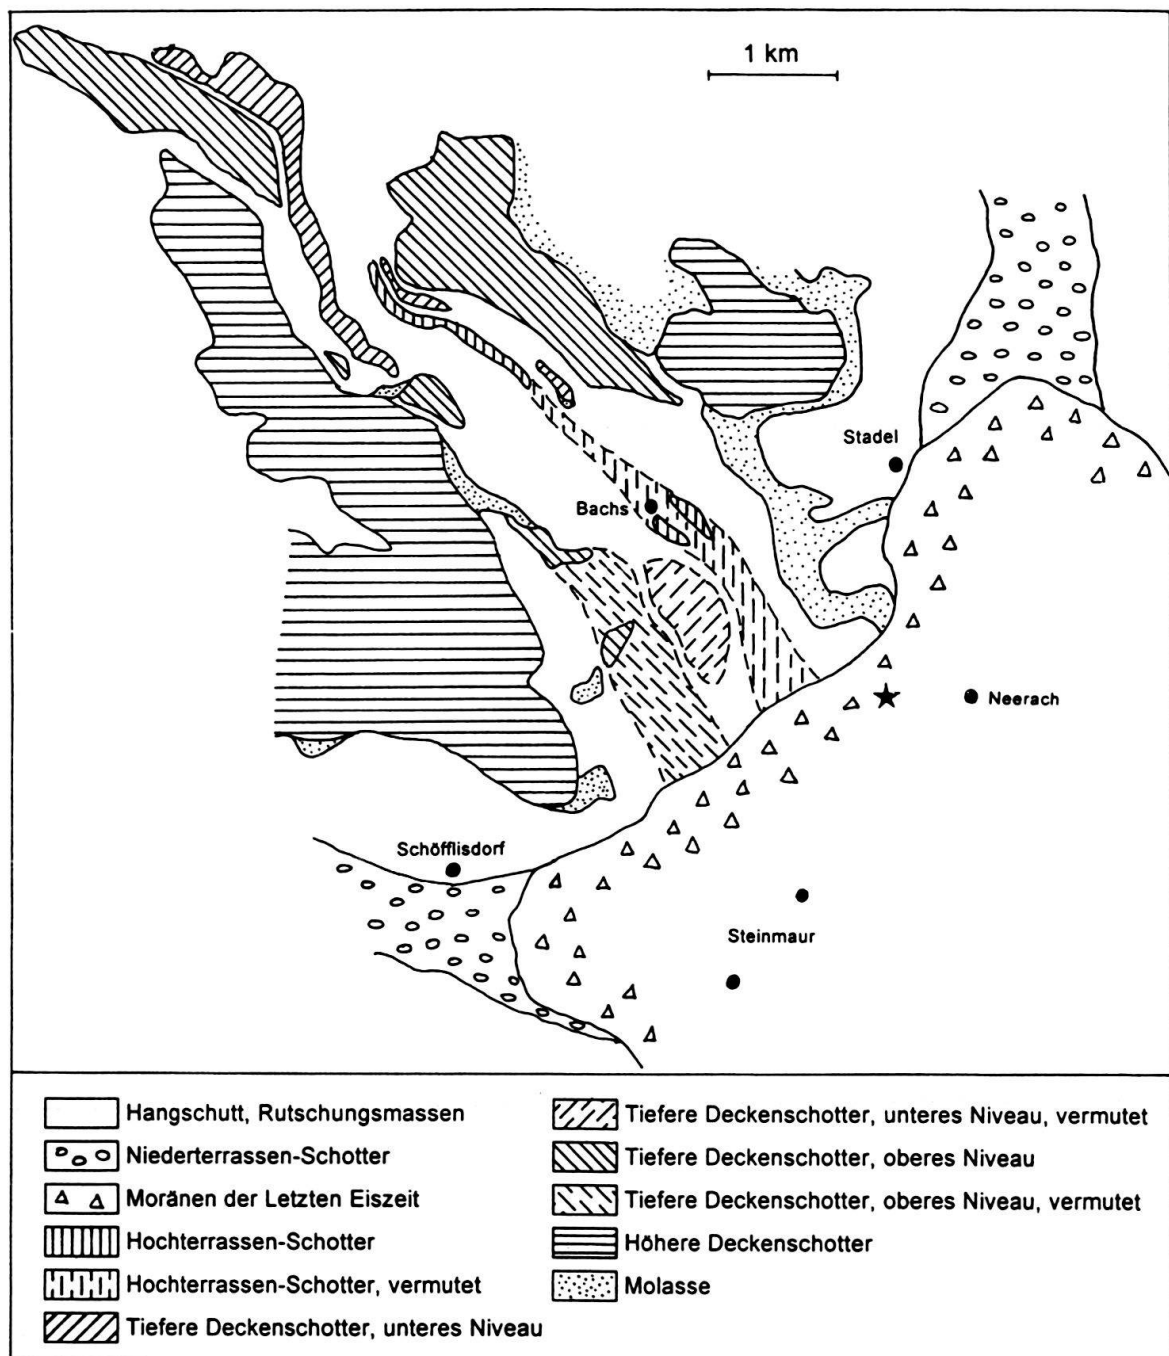 1 km
Stadel
Bachs
Neerach
Schöfflisdorf
Steinmaur
Hangschutt, Rutschungsmassen
Niederterrassen-Schotter
Moränen der Letzten Eiszeit
Hochterrassen-Schotter
Hochterrassen-Schotter, vermutet
Tiefere Deckenschotter, unteres Niveau
Tiefere Deckenschotter, unteres Niveau, vermutet
Tiefere Deckenschotter, oberes Niveau
Tiefere Deckenschotter, oberes Niveau, vermutet
Höhere Deckenschotter
Molasse